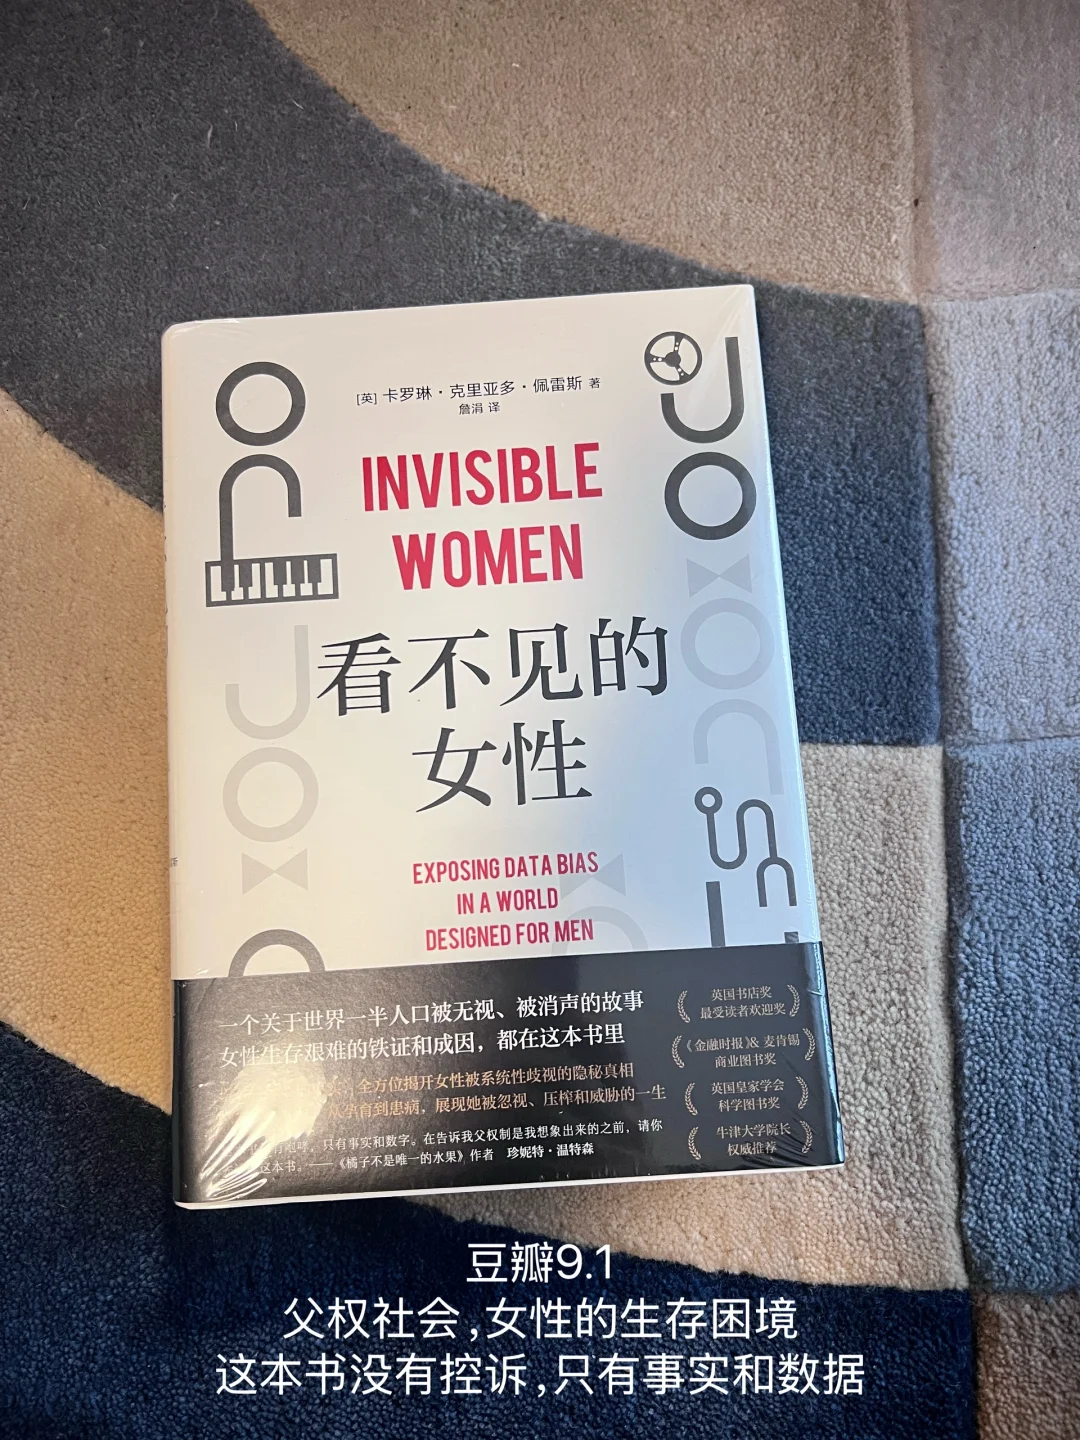 [英] 卡罗琳·克里亚多·佩雷斯 著
詹涓 译
INVISIBLE
WOMEN
看不见的
女性
EXPOSING DATA BIAS
IN A WORLD
DESIGNED FOR MEN
一个关于世界一半人口被无视、被消声的故事
女性生存艰难的铁证和成因，都在这本书里
全方位揭开女性被系统性歧视的隐秘真相
从孕育到患病，展现她被忽视、压榨和威胁的一生
只有事实和数字。在告诉我父权制是我想象出来的之前，请你
这本书。——《橘子不是唯一的水果》作者 珍妮特·温特森
英国书店奖
最受读者欢迎奖
《金融时报》& 麦肯锡
商业图书奖
英国皇家学会
科学图书奖
牛津大学院长
权威推荐
豆瓣9.1
父权社会,女性的生存困境
这本书没有控诉,只有事实和数据